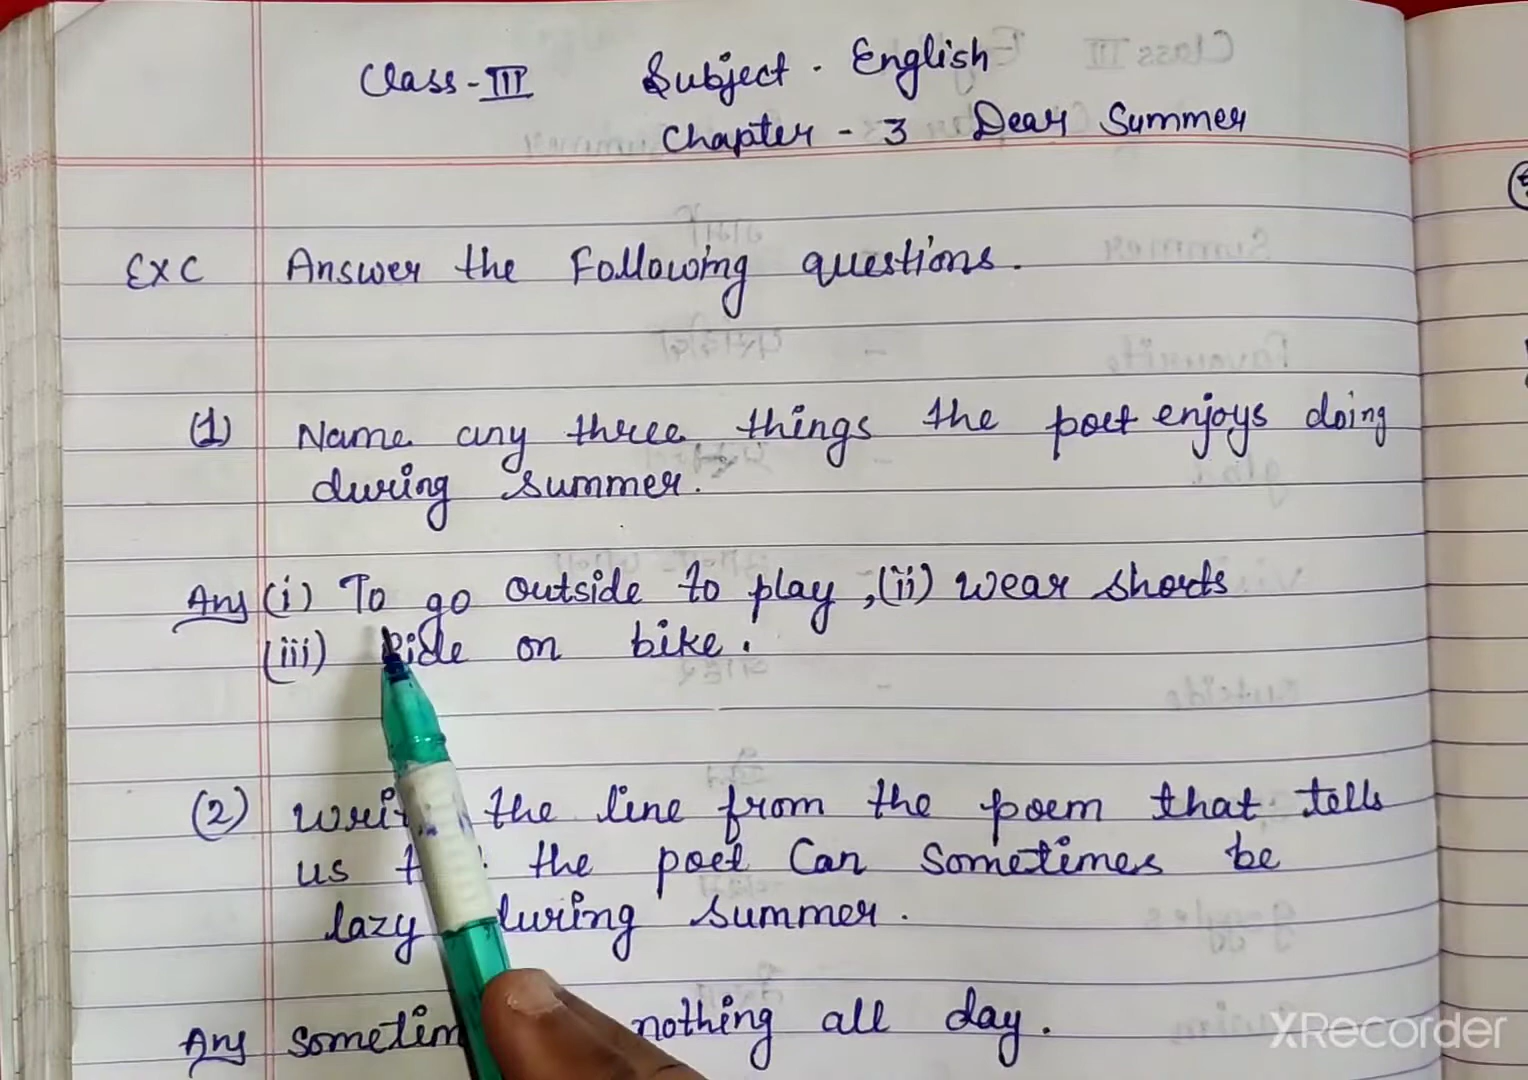 Class-III Subject. English
Chapter - 3 Dear Summer
Ex C Answer the Following questions.
(1) Name any three things the poet enjoys doing
during summer.
Ans (i) To go outside to play, (ii) wear shorts
(iii) Ride on bike.
(2) the line from the poem that tells
us the poet Can Sometimes be
lazy during summer.
Ans nothing all day.
XRecorder